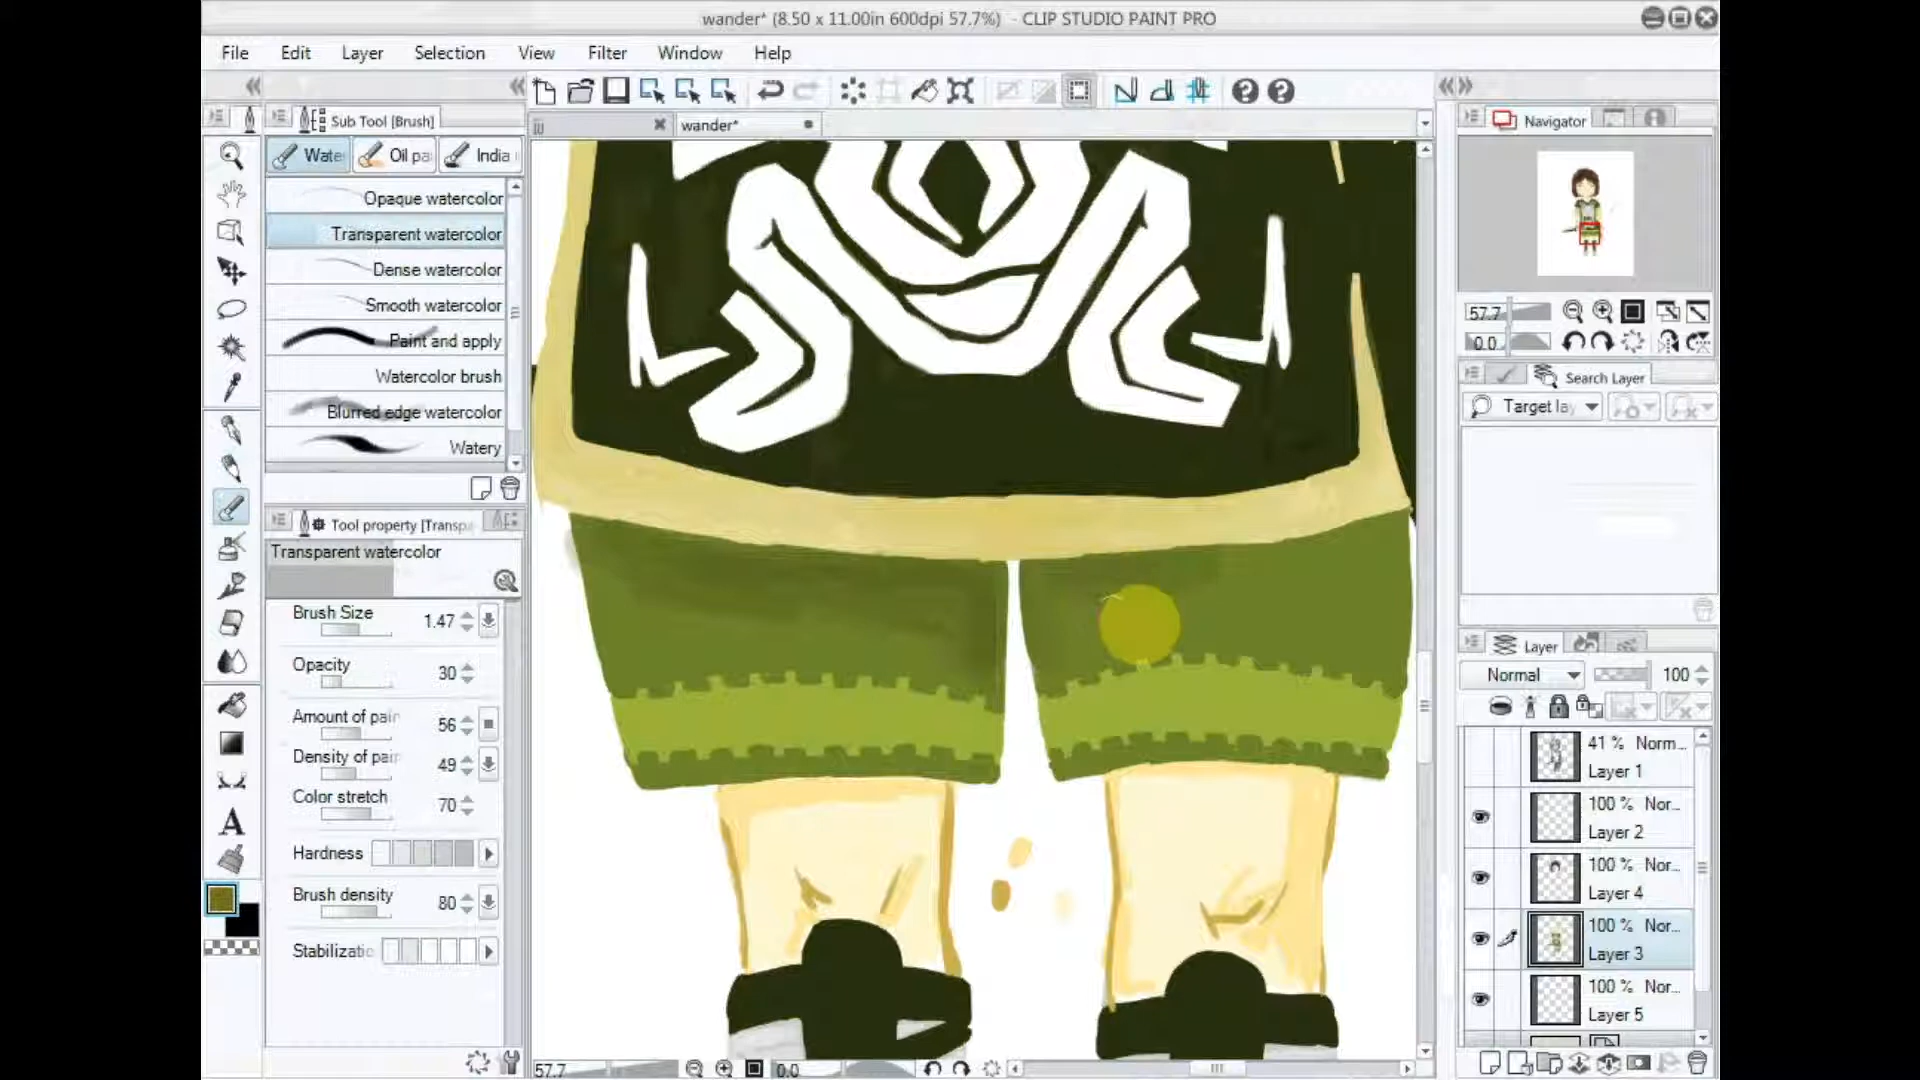 wander* (8.50 x 11.00in 600dpi 57.7%)  - CLIP STUDIO PAINT PRO
File Edit Layer Selection View Filter Window Help
Sub Tool [Brush]
wander*
Navigator
Wate Oil pa India
Opaque watercolor
Transparent watercolor
Dense watercolor
Smooth watercolor
Paint and apply
Watercolor brush
Blurred edge watercolor
Watery
57.7
0.0
Search Layer
Target lay
Tool property [Transpa
Transparent watercolor
Brush Size 1.47
Opacity 30
Amount of pain 56
Density of pain 49
Color stretch 70
Hardness
Brush density 80
Stabilizatio
Layer
Normal 100
41 % Norm...
Layer 1
100 % Nor...
Layer 2
100 % Nor...
Layer 4
100 % Nor...
Layer 3
100 % Nor...
Layer 5
57.7 0.0